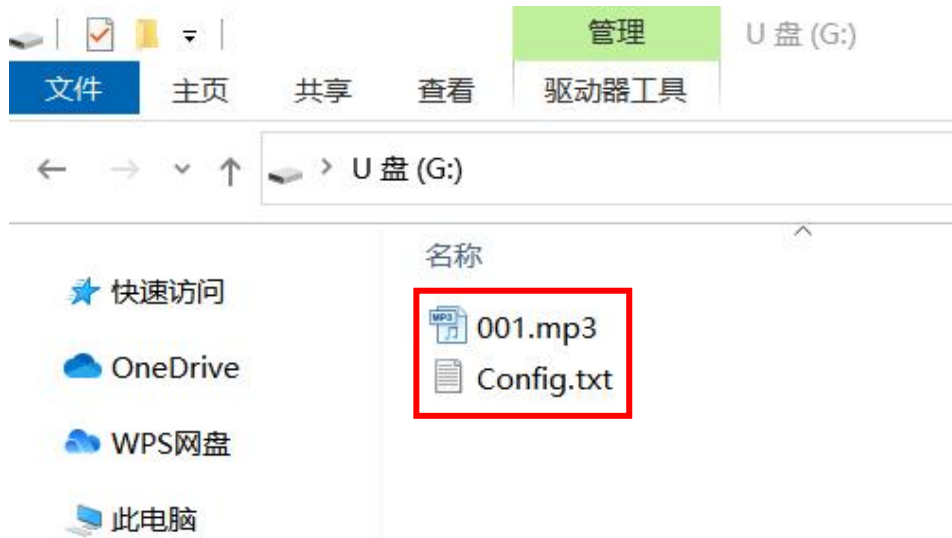 管理 U 盘 (G:)
文件 主页 共享 查看 驱动器工具
U 盘 (G:)
名称
快速访问
MP3 001.mp3
OneDrive
Config.txt
WPS网盘
此电脑